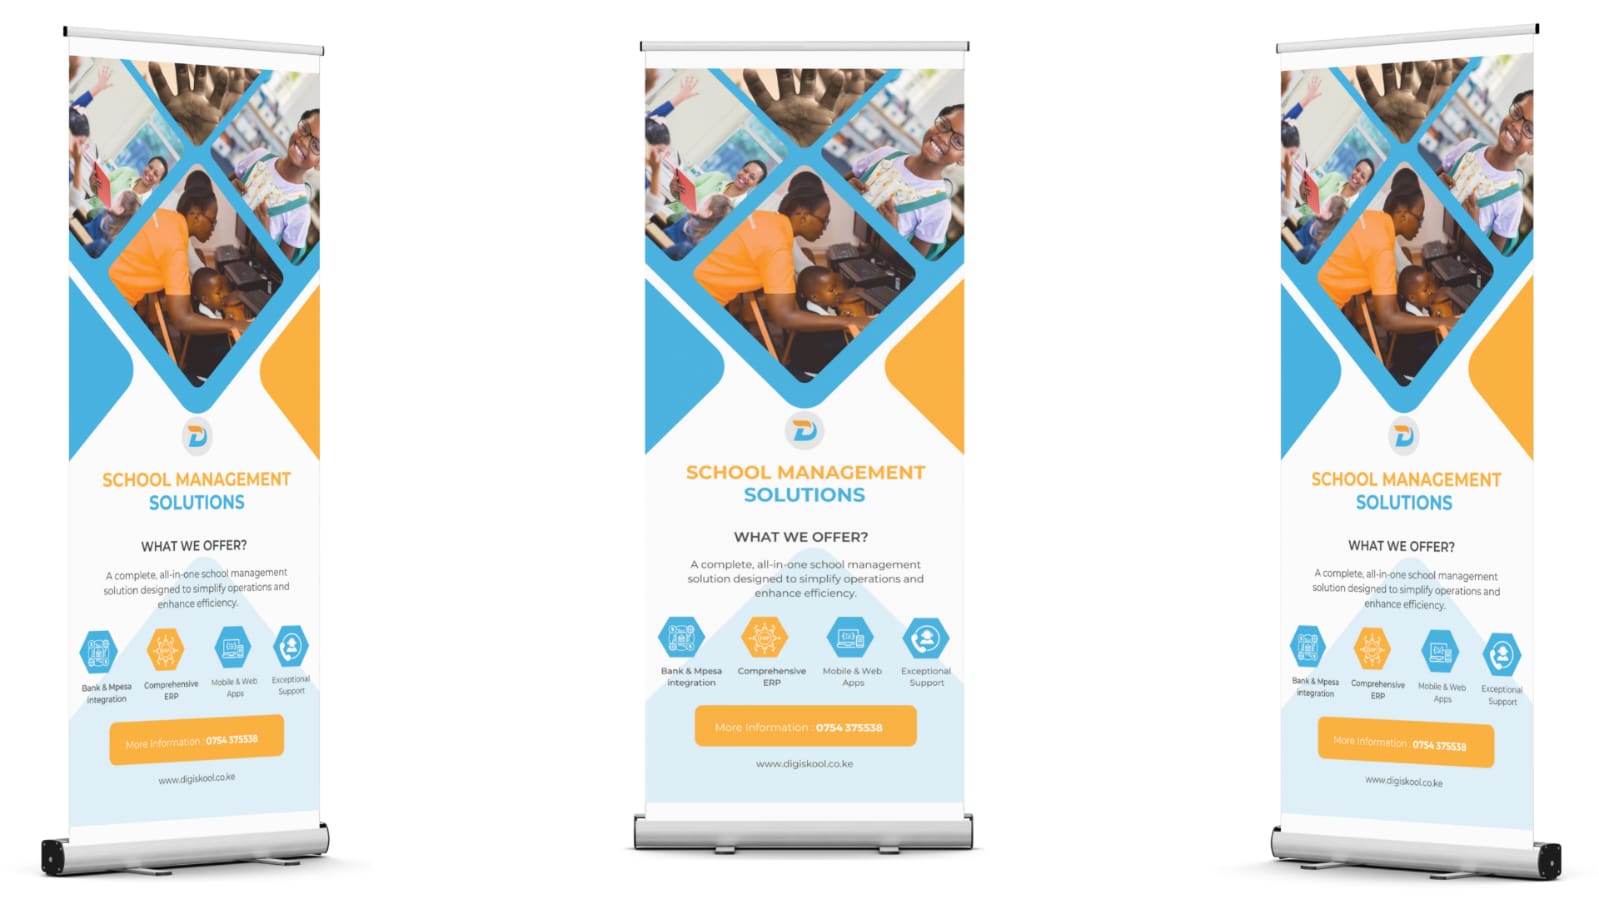 SCHOOL MANAGEMENT
SOLUTIONS
WHAT WE OFFER?
A complete, all-in-one school management
solution designed to simplify operations and
enhance efficiency.
Bank & Mpesa
integration
Comprehensive
ERP
Mobile & Web
Apps
Exceptional
Support
More Information : 0754 375538
www.digiskool.co.ke
SCHOOL MANAGEMENT
SOLUTIONS
WHAT WE OFFER?
A complete, all-in-one school management
solution designed to simplify operations and
enhance efficiency.
Bank & Mpesa
integration
Comprehensive
ERP
Mobile & Web
Apps
Exceptional
Support
More Information : 0754 375538
www.digiskool.co.ke
SCHOOL MANAGEMENT
SOLUTIONS
WHAT WE OFFER?
A complete, all-in-one school management
solution designed to simplify operations and
enhance efficiency.
Bank & Mpesa
integration
Comprehensive
ERP
Mobile & Web
Apps
Exceptional
Support
More Information : 0754 375538
www.digiskool.co.ke